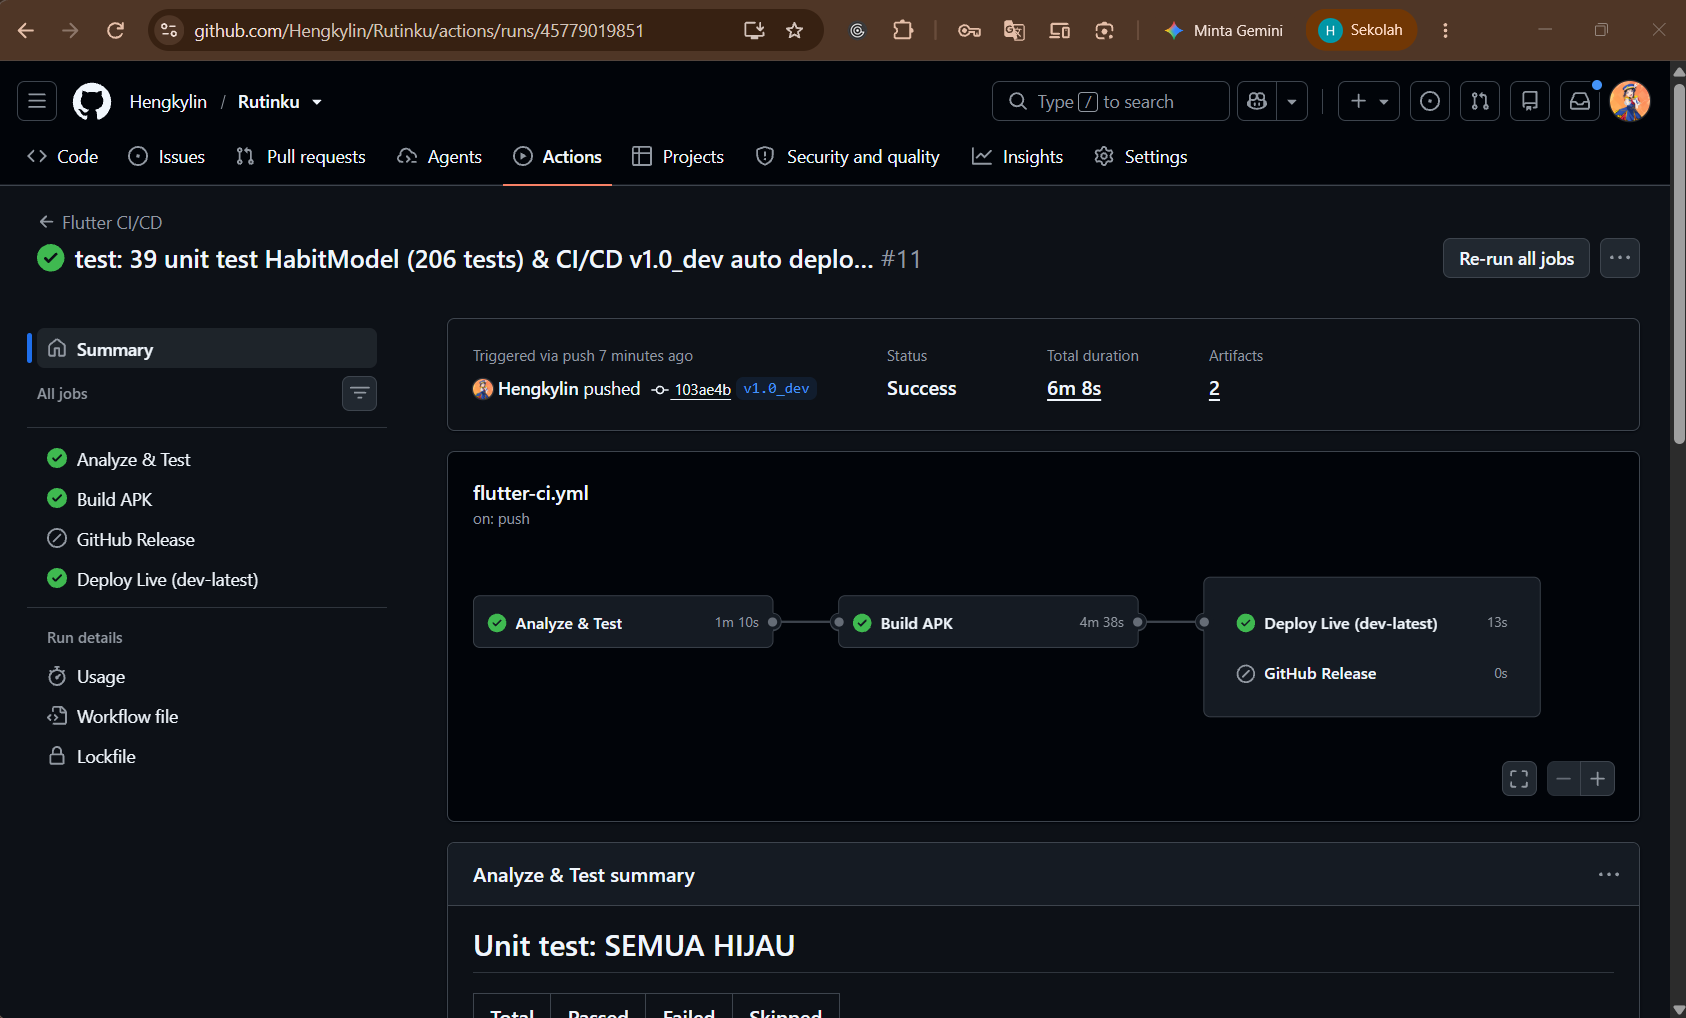 github.com/Hengkylin/Rutinku/actions/runs/45779019851
Minta Gemini
H Sekolah
Hengkylin / Rutinku
Type / to search
Code
Issues
Pull requests
Agents
Actions
Projects
Security and quality
Insights
Settings
Flutter CI/CD
test: 39 unit test HabitModel (206 tests) & CI/CD v1.0_dev auto deplo... #11
Re-run all jobs
Summary
All jobs
Analyze & Test
Build APK
GitHub Release
Deploy Live (dev-latest)
Run details
Usage
Workflow file
Lockfile
Triggered via push 7 minutes ago
Hengkylin pushed 103ae4b v1.0_dev
Status
Success
Total duration
6m 8s
Artifacts
2
flutter-ci.yml
on: push
Analyze & Test 1m 10s
Build APK 4m 38s
Deploy Live (dev-latest) 13s
GitHub Release 0s
Analyze & Test summary
Unit test: SEMUA HIJAU
Total Passed Failed Skipped